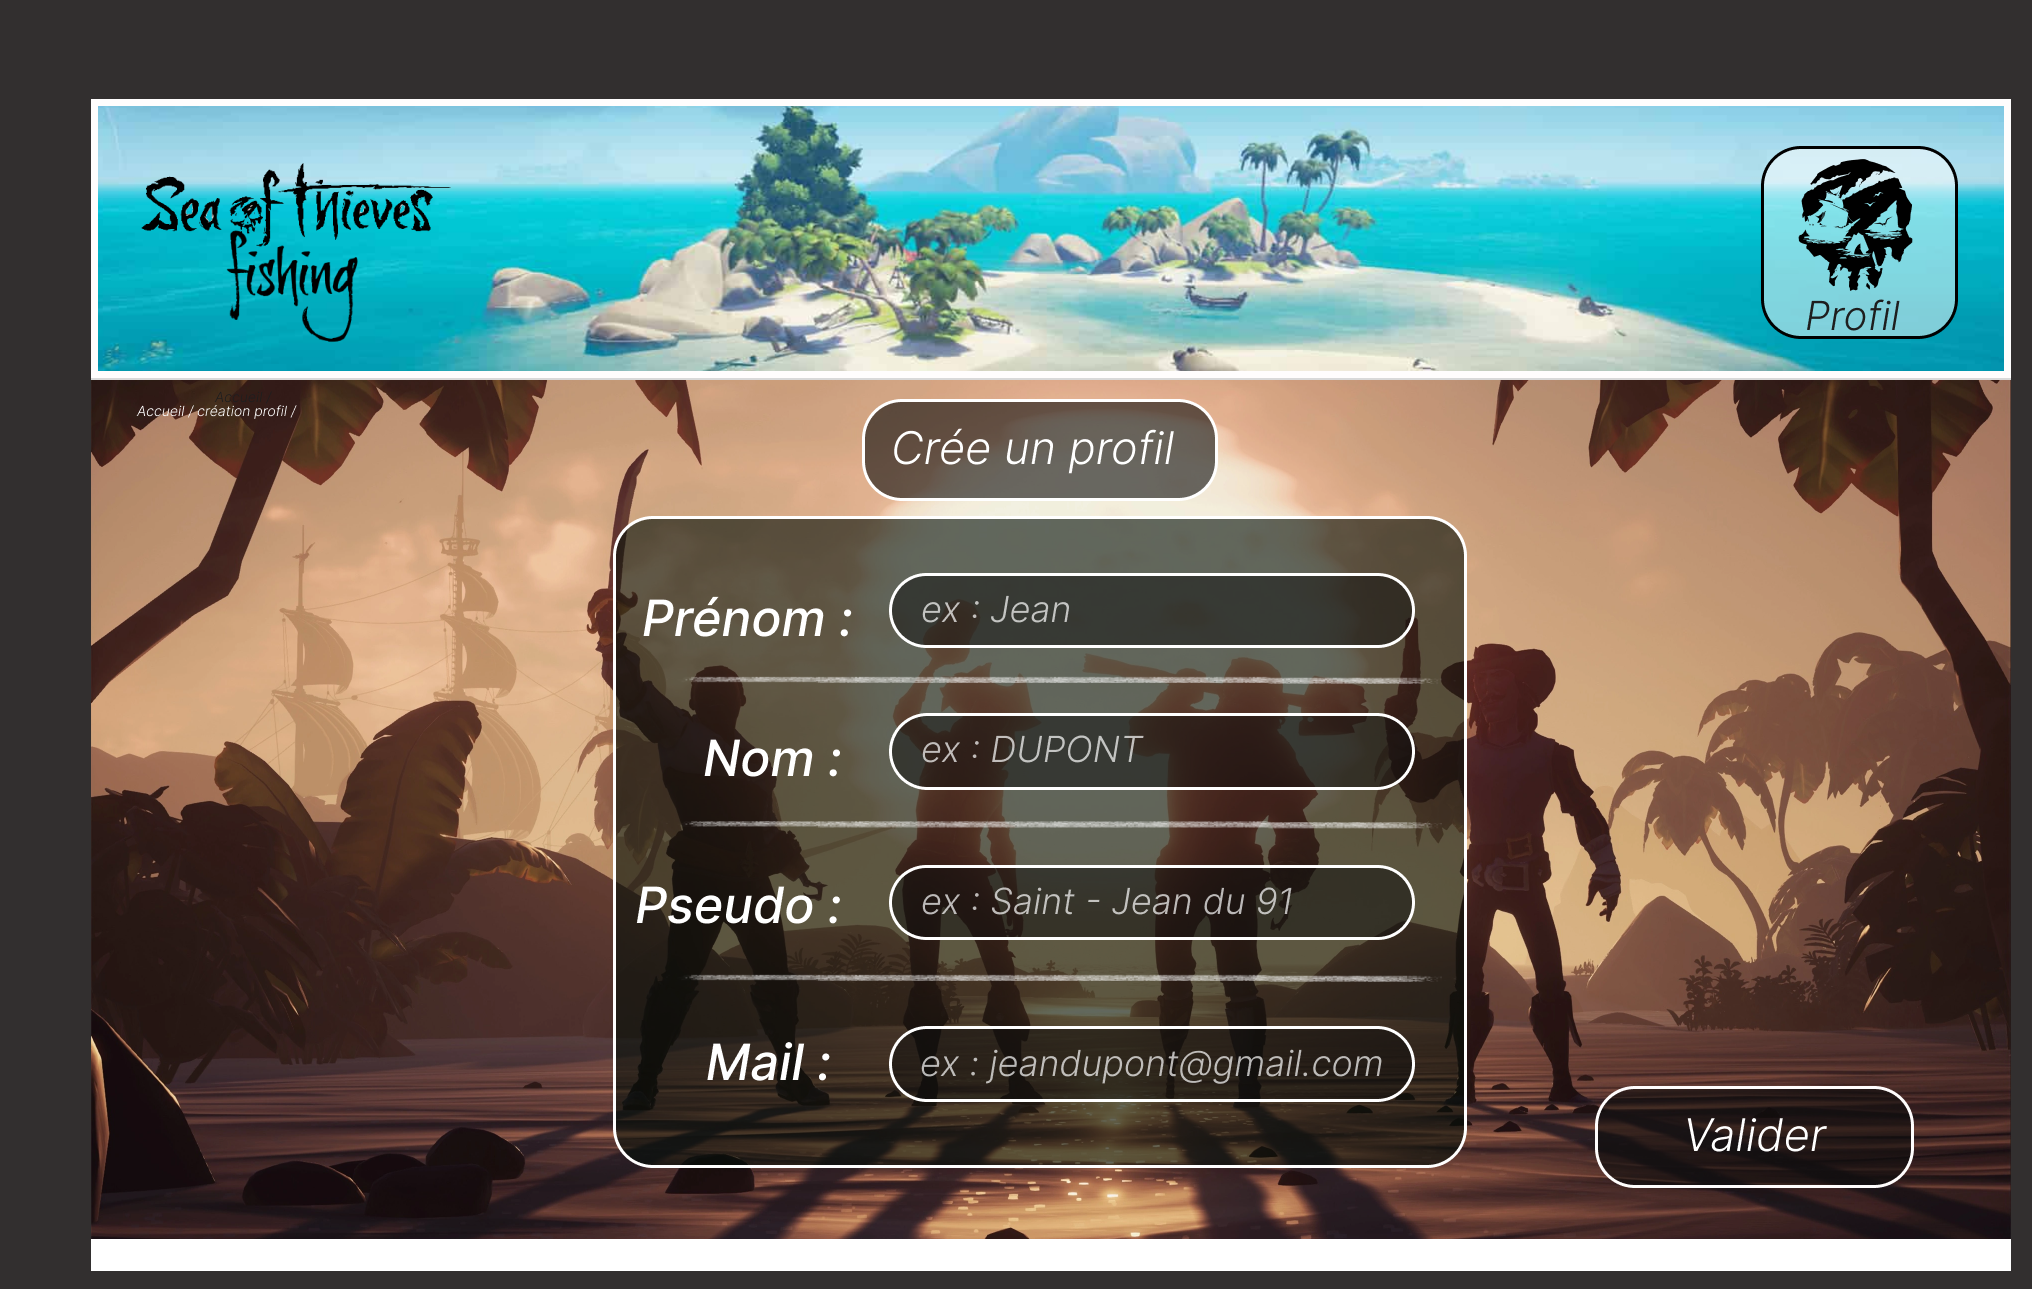 Sea of Thieves
fishing
Profil
Accueil / création profil /
Crée un profil
Prénom :
ex : Jean
Nom :
ex : DUPONT
Pseudo :
ex : Saint - Jean du 91
Mail :
ex : jeandupont@gmail.com
Valider